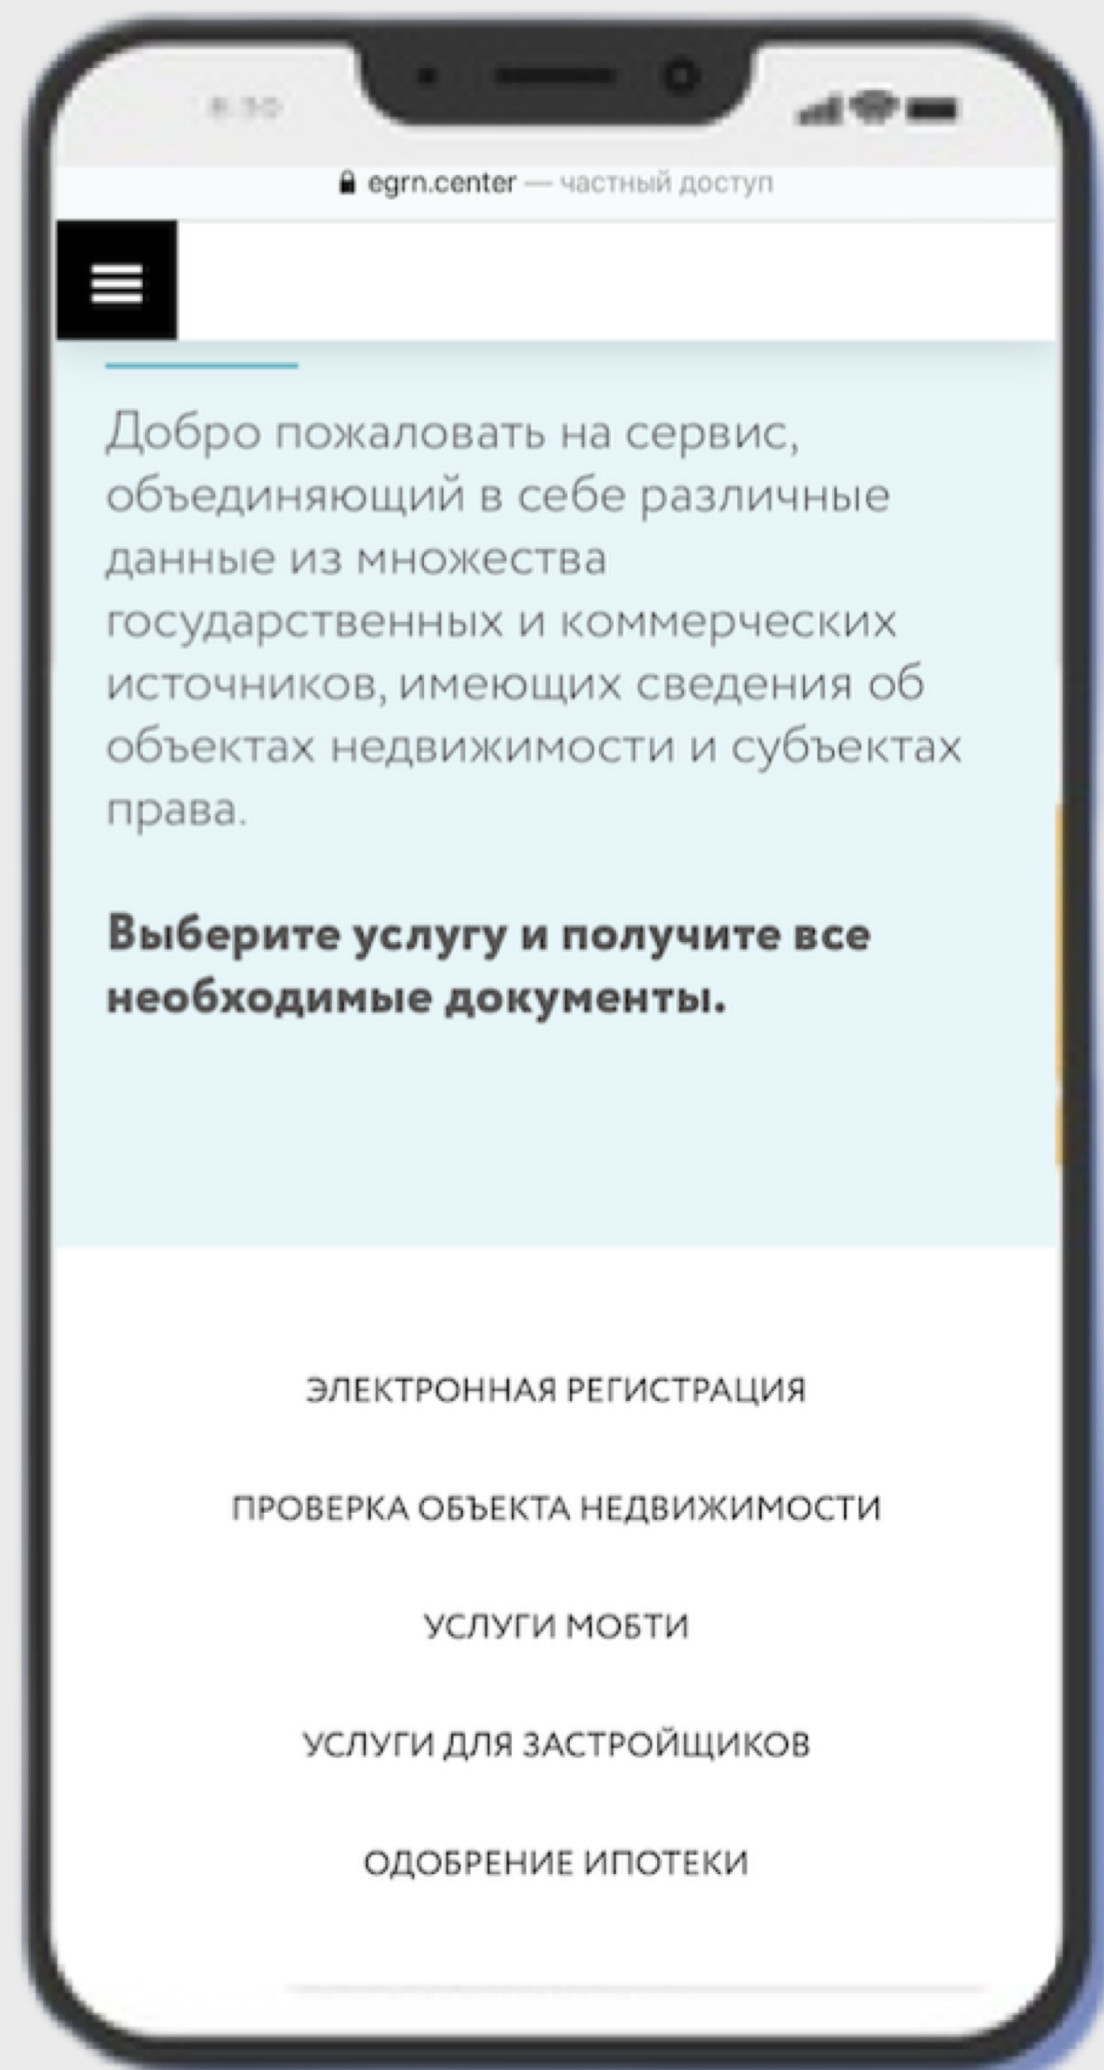 8:30
egrn.center — частный доступ
Добро пожаловать на сервис,
объединяющий в себе различные
данные из множества
государственных и коммерческих
источников, имеющих сведения об
объектах недвижимости и субъектах
права.
Выберите услугу и получите все
необходимые документы.
ЭЛЕКТРОННАЯ РЕГИСТРАЦИЯ
ПРОВЕРКА ОБЪЕКТА НЕДВИЖИМОСТИ
УСЛУГИ МОБТИ
УСЛУГИ ДЛЯ ЗАСТРОЙЩИКОВ
ОДОБРЕНИЕ ИПОТЕКИ